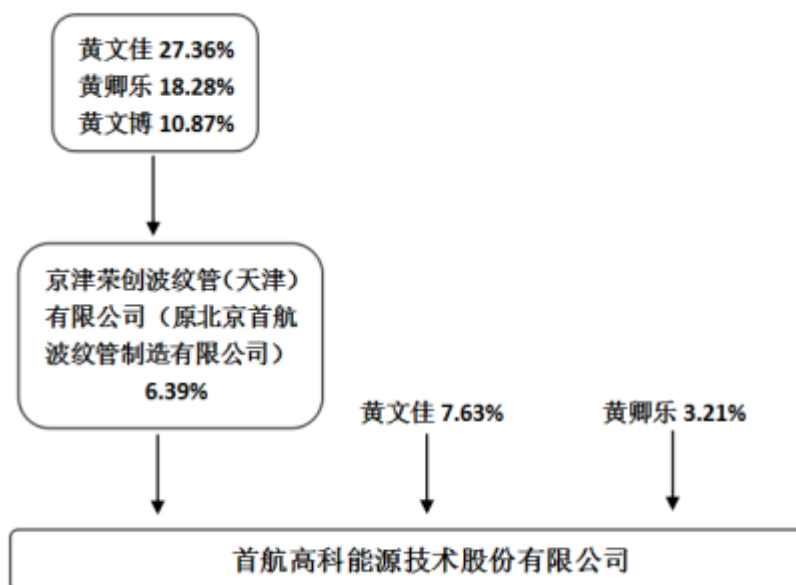 黄文佳 27.36%
黄卿乐 18.28%
黄文博 10.87%
京津荣创波纹管（天津）
有限公司（原北京首航
波纹管制造有限公司）
6.39%
黄文佳 7.63%
黄卿乐 3.21%
首航高科能源技术股份有限公司